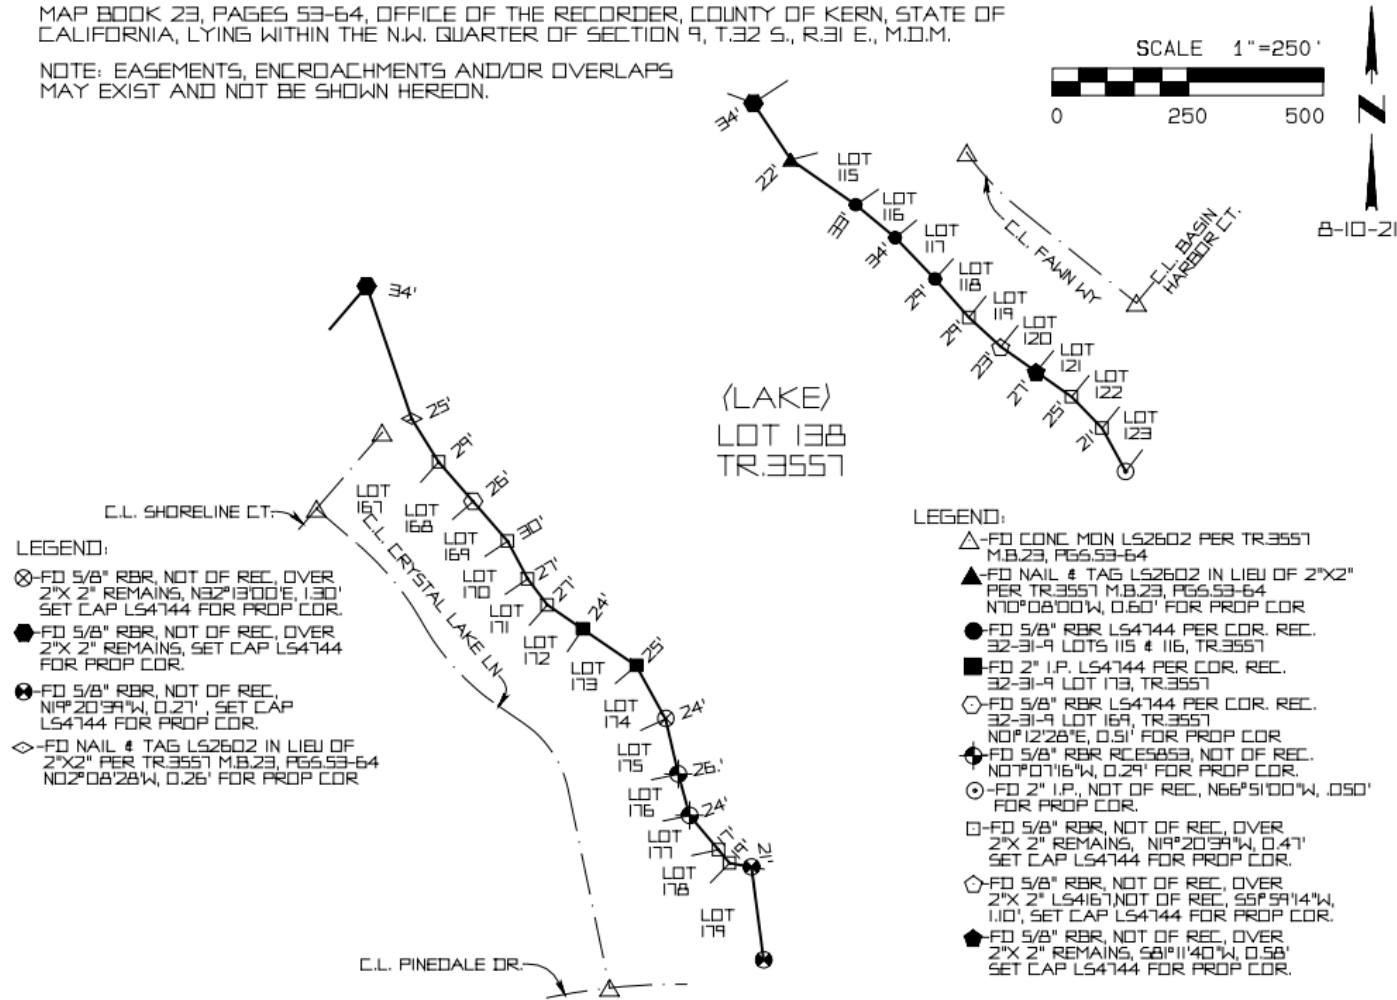 MAP BOOK 23, PAGES 53-64, OFFICE OF THE RECORDER, COUNTY OF KERN, STATE OF
CALIFORNIA, LYING WITHIN THE N.W. QUARTER OF SECTION 9, T.32 S., R.31 E., M.D.M.
NOTE: EASEMENTS, ENCROACHMENTS AND/OR OVERLAPS
MAY EXIST AND NOT BE SHOWN HEREON.
SCALE 1"=250'
0 250 500
N
8-10-21
34'
22'
LOT
115
33'
LOT
116
34'
LOT
117
29'
LOT
118
29'
LOT
119
23'
LOT
120
27'
LOT
121
25'
LOT
122
21'
LOT
123
C.L. FAWN WY
C.L. BASIN
HARBOR CT.
⟨LAKE⟩
LOT 138
TR.3557
34'
25'
29'
26'
30'
27'
27'
24'
25'
24'
26.'
24'
17'
19'
21'
LOT
167
LOT
168
LOT
169
LOT
170
LOT
171
LOT
172
LOT
173
LOT
174
LOT
175
LOT
176
LOT
177
LOT
178
LOT
179
C.L. SHORELINE CT.
C.L. CRYSTAL LAKE LN
C.L. PINEDALE DR.
LEGEND:
-FD 5/8" RBR, NOT OF REC, OVER
2"X 2" REMAINS, N32°13'00"E, 1.30'
SET CAP LS4744 FOR PROP COR.
-FD 5/8" RBR, NOT OF REC, OVER
2"X 2" REMAINS, SET CAP LS4744
FOR PROP COR.
-FD 5/8" RBR, NOT OF REC,
N19°20'39"W, 0.27' , SET CAP
LS4744 FOR PROP COR.
-FD NAIL & TAG LS2602 IN LIEU OF
2"X2" PER TR.3557 M.B.23, PGS.53-64
N02°08'28"W, 0.26' FOR PROP COR
LEGEND:
-FD CONC MON LS2602 PER TR.3557
M.B.23, PGS.53-64
-FD NAIL & TAG LS2602 IN LIEU OF 2"X2"
PER TR.3557 M.B.23, PGS.53-64
N70°08'00"W, 0.60' FOR PROP COR
-FD 5/8" RBR LS4744 PER COR. REC.
32-31-9 LOTS 115 & 116, TR.3557
-FD 2" I.P. LS4744 PER COR. REC.
32-31-9 LOT 173, TR.3557
-FD 5/8" RBR LS4744 PER COR. REC.
32-31-9 LOT 169, TR.3557
N01°12'28"E, 0.51' FOR PROP COR
-FD 5/8" RBR RCE5853, NOT OF REC.
N07°07'16"W, 0.29' FOR PROP COR.
-FD 2" I.P., NOT OF REC, N66°51'00"W, .050'
FOR PROP COR.
-FD 5/8" RBR, NOT OF REC, OVER
2"X 2" REMAINS, N19°20'39"W, 0.47'
SET CAP LS4744 FOR PROP COR.
-FD 5/8" RBR, NOT OF REC, OVER
2"X 2" LS4167,NOT OF REC, S51°59'14"W,
1.10', SET CAP LS4744 FOR PROP COR.
-FD 5/8" RBR, NOT OF REC, OVER
2"X 2" REMAINS, S81°11'40"W, 0.58'
SET CAP LS4744 FOR PROP COR.